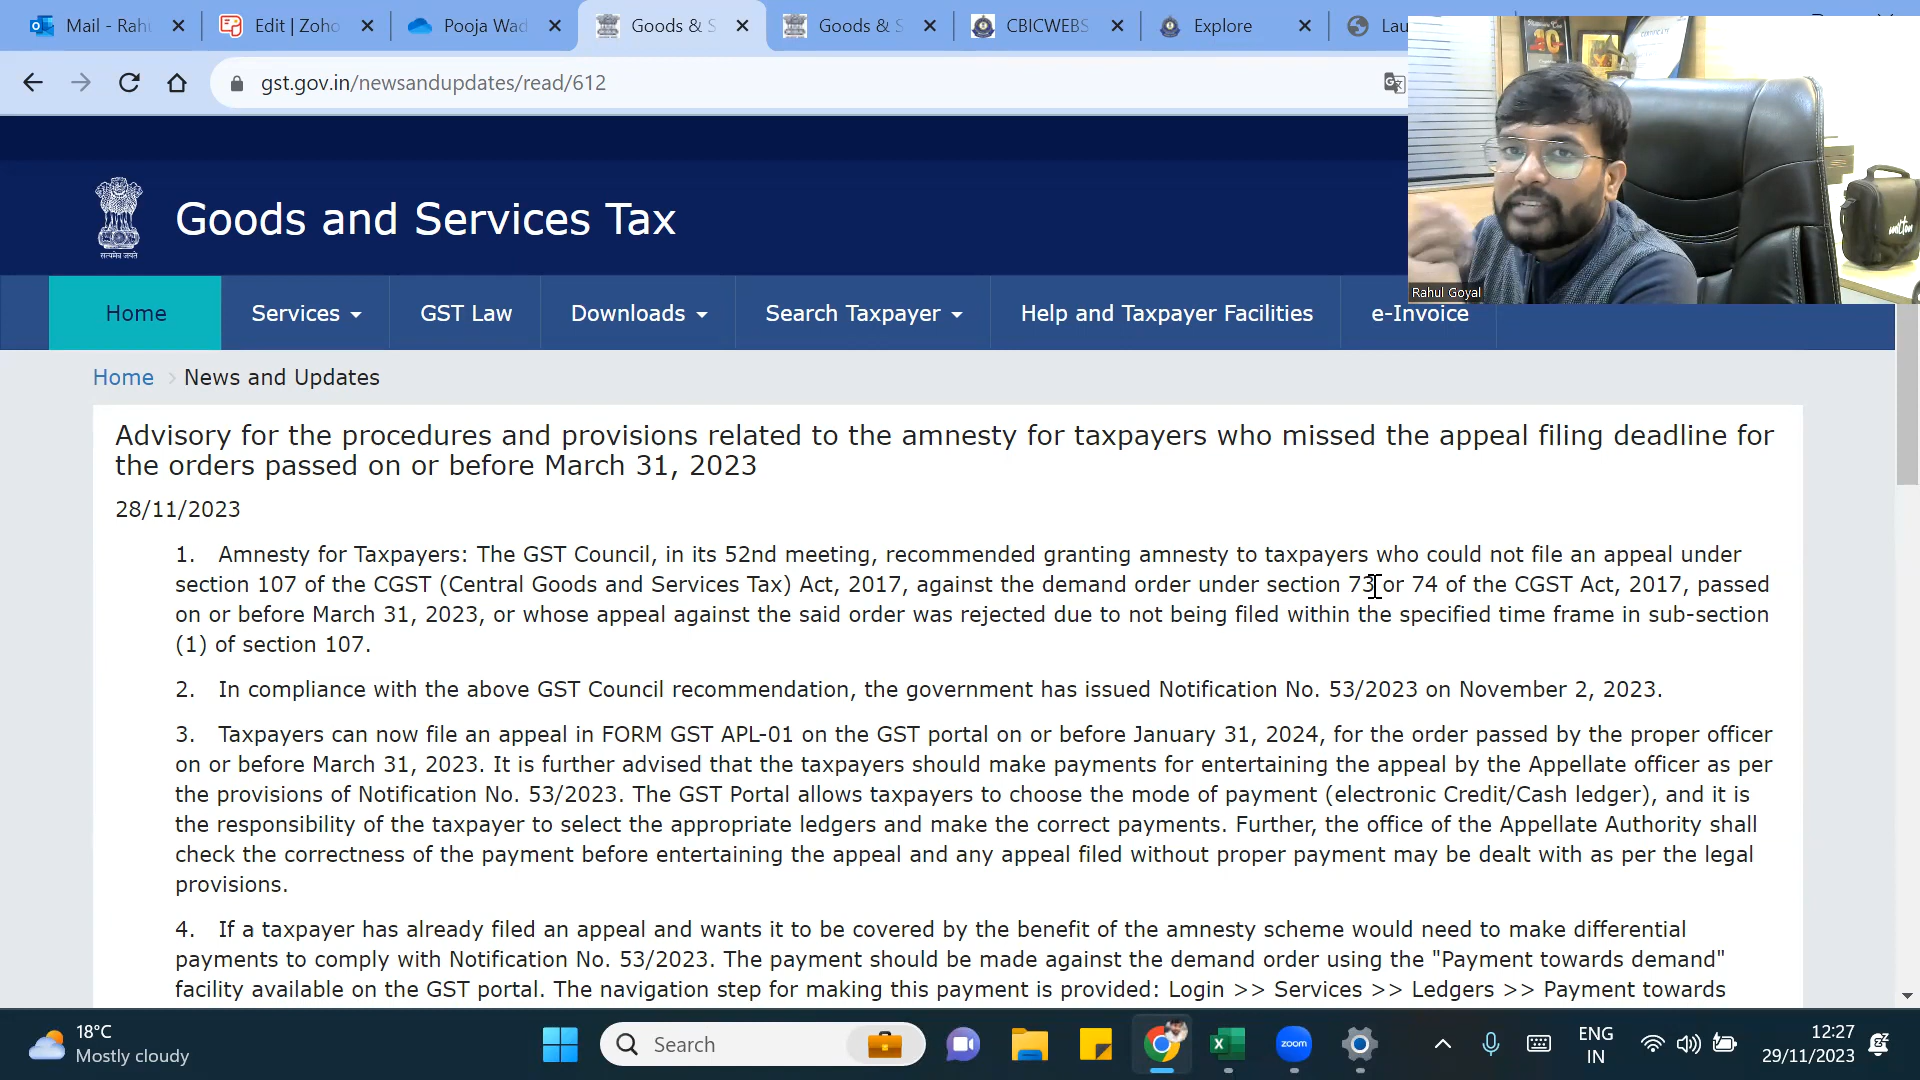 Mail - Rahu
Edit | Zoho
Pooja Wad
Goods & S
Goods & S
CBICWEBS
Explore
Lau
gst.gov.in/newsandupdates/read/612
सत्यमेव जयते
Goods and Services Tax
Home
Services
GST Law
Downloads
Search Taxpayer
Help and Taxpayer Facilities
e-Invoice
milton
Rahul Goyal
Home > News and Updates
Advisory for the procedures and provisions related to the amnesty for taxpayers who missed the appeal filing deadline for
the orders passed on or before March 31, 2023
28/11/2023
1. Amnesty for Taxpayers: The GST Council, in its 52nd meeting, recommended granting amnesty to taxpayers who could not file an appeal under
section 107 of the CGST (Central Goods and Services Tax) Act, 2017, against the demand order under section 73 or 74 of the CGST Act, 2017, passed
on or before March 31, 2023, or whose appeal against the said order was rejected due to not being filed within the specified time frame in sub-section
(1) of section 107.
2. In compliance with the above GST Council recommendation, the government has issued Notification No. 53/2023 on November 2, 2023.
3. Taxpayers can now file an appeal in FORM GST APL-01 on the GST portal on or before January 31, 2024, for the order passed by the proper officer
on or before March 31, 2023. It is further advised that the taxpayers should make payments for entertaining the appeal by the Appellate officer as per
the provisions of Notification No. 53/2023. The GST Portal allows taxpayers to choose the mode of payment (electronic Credit/Cash ledger), and it is
the responsibility of the taxpayer to select the appropriate ledgers and make the correct payments. Further, the office of the Appellate Authority shall
check the correctness of the payment before entertaining the appeal and any appeal filed without proper payment may be dealt with as per the legal
provisions.
4. If a taxpayer has already filed an appeal and wants it to be covered by the benefit of the amnesty scheme would need to make differential
payments to comply with Notification No. 53/2023. The payment should be made against the demand order using the "Payment towards demand"
facility available on the GST portal. The navigation step for making this payment is provided: Login >> Services >> Ledgers >> Payment towards
18°C
Mostly cloudy
Search
zoom
ENG
IN
12:27
29/11/2023